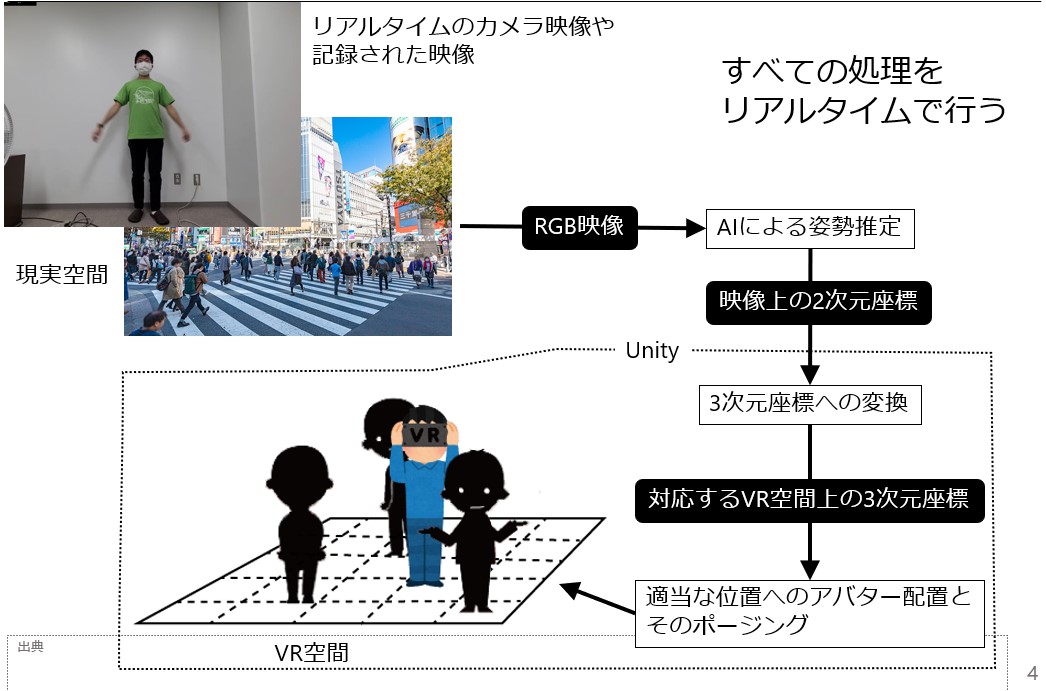 リアルタイムのカメラ映像や
記録された映像
すべての処理を
リアルタイムで行う
現実空間
RGB映像
AIによる姿勢推定
映像上の2次元座標
Unity
3次元座標への変換
対応するVR空間上の3次元座標
適当な位置へのアバター配置と
そのポージング
VR
VR空間
出典
4